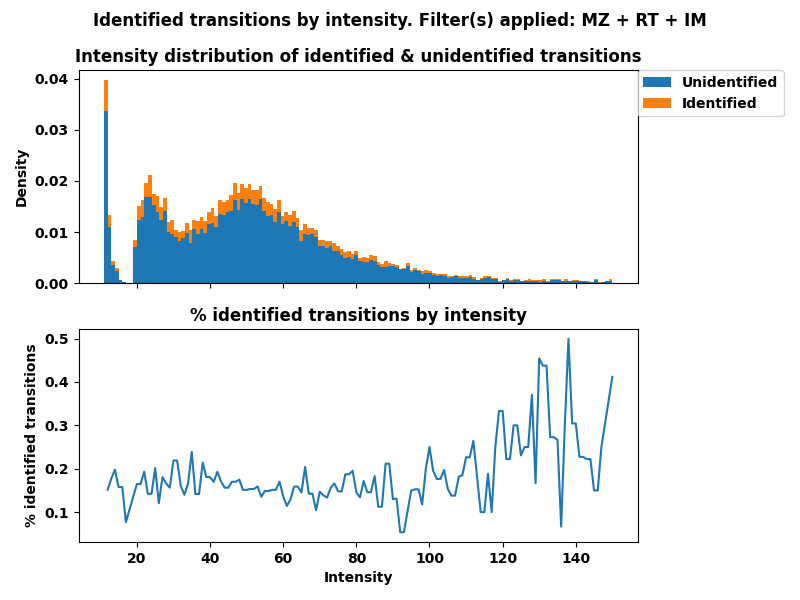 Identified transitions by intensity. Filter(s) applied: MZ + RT + IM
Intensity distribution of identified & unidentified transitions
Unidentified
Identified
Density
0.04
0.03
0.02
0.01
0.00
% identified transitions by intensity
% identified transitions
0.5
0.4
0.3
0.2
0.1
20 40 60 80 100 120 140
Intensity